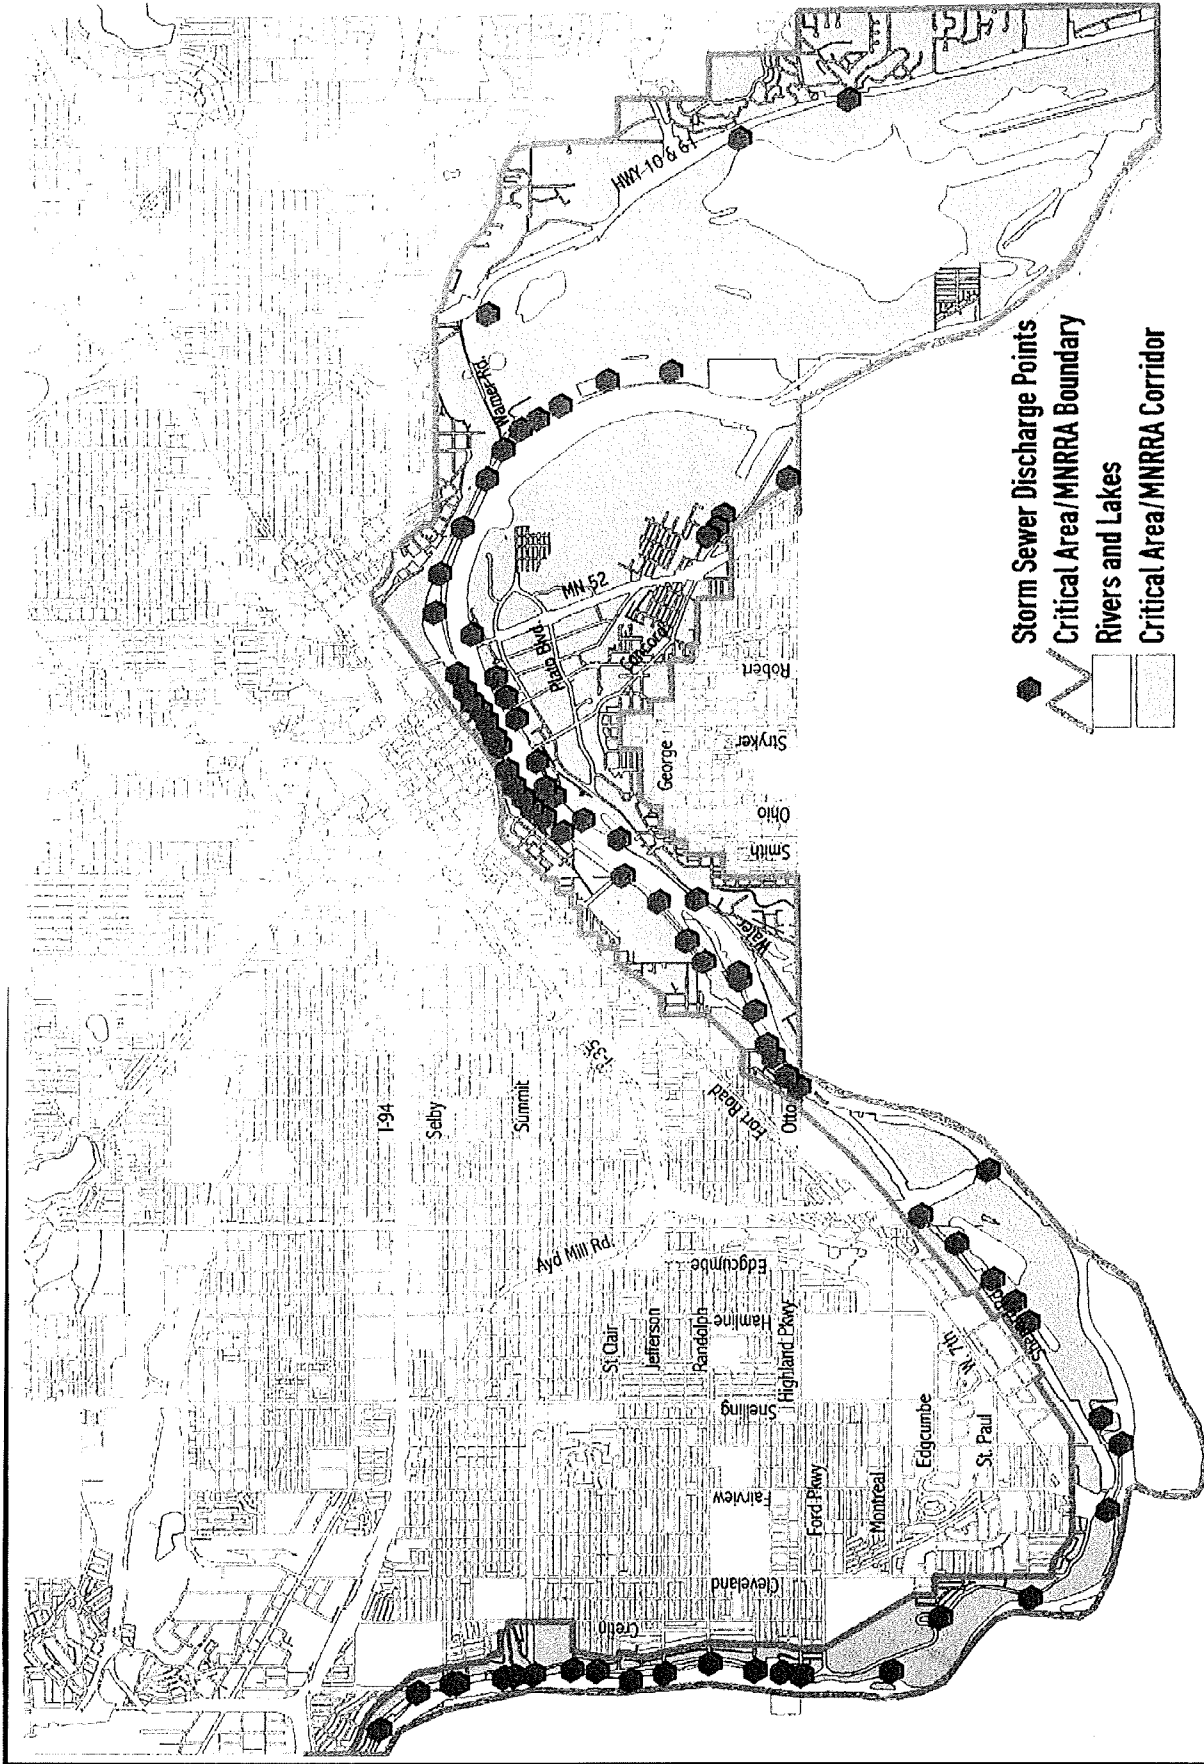 HWY 10 & 61
Warner Rd.
MN 52
Plato Blvd.
Concord
Robert
Stryker
George
Ohio
Smith
Water
I-35
Fort Road
Otto
I-94
Selby
Summit
Ayd Mill Rd.
Edgcumbe
Hamline
St. Clair
Jefferson
Randolph
Highland Pkwy
Snelling
W. 7th
Edgcumbe
St. Paul
Fairview
Ford Pkwy
Montreal
Cleveland
Cretin
Storm Sewer Discharge Points
Critical Area/MNRRA Boundary
Rivers and Lakes
Critical Area/MNRRA Corridor